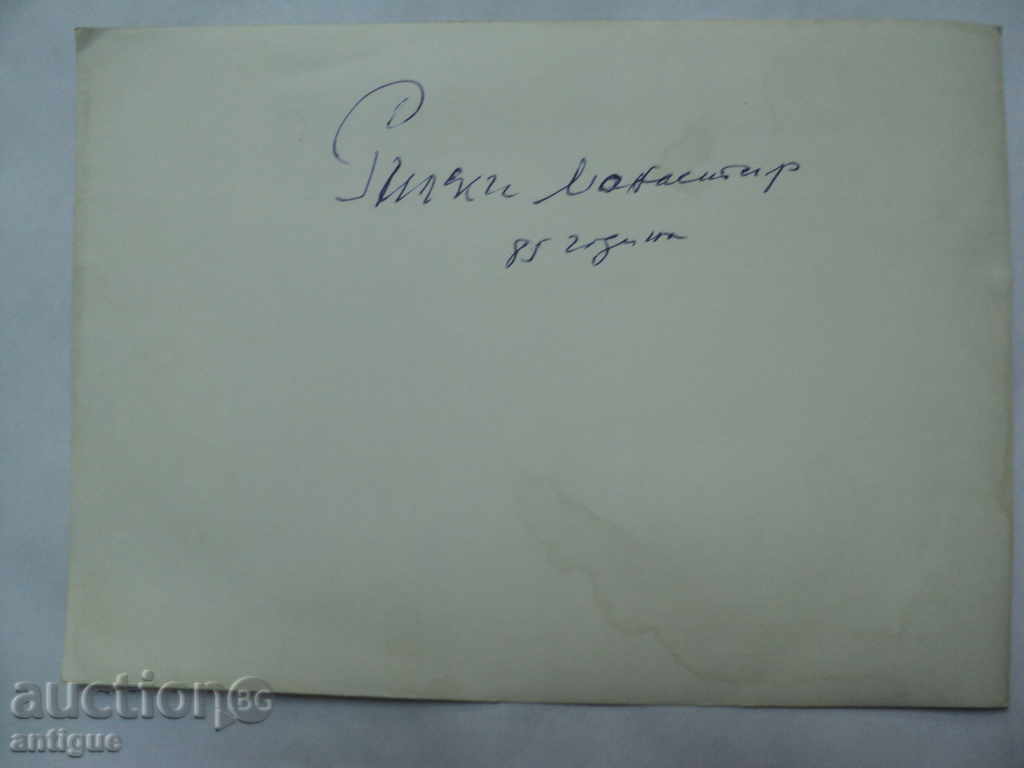 Рилски Манастир
85 година
auction BG
antique